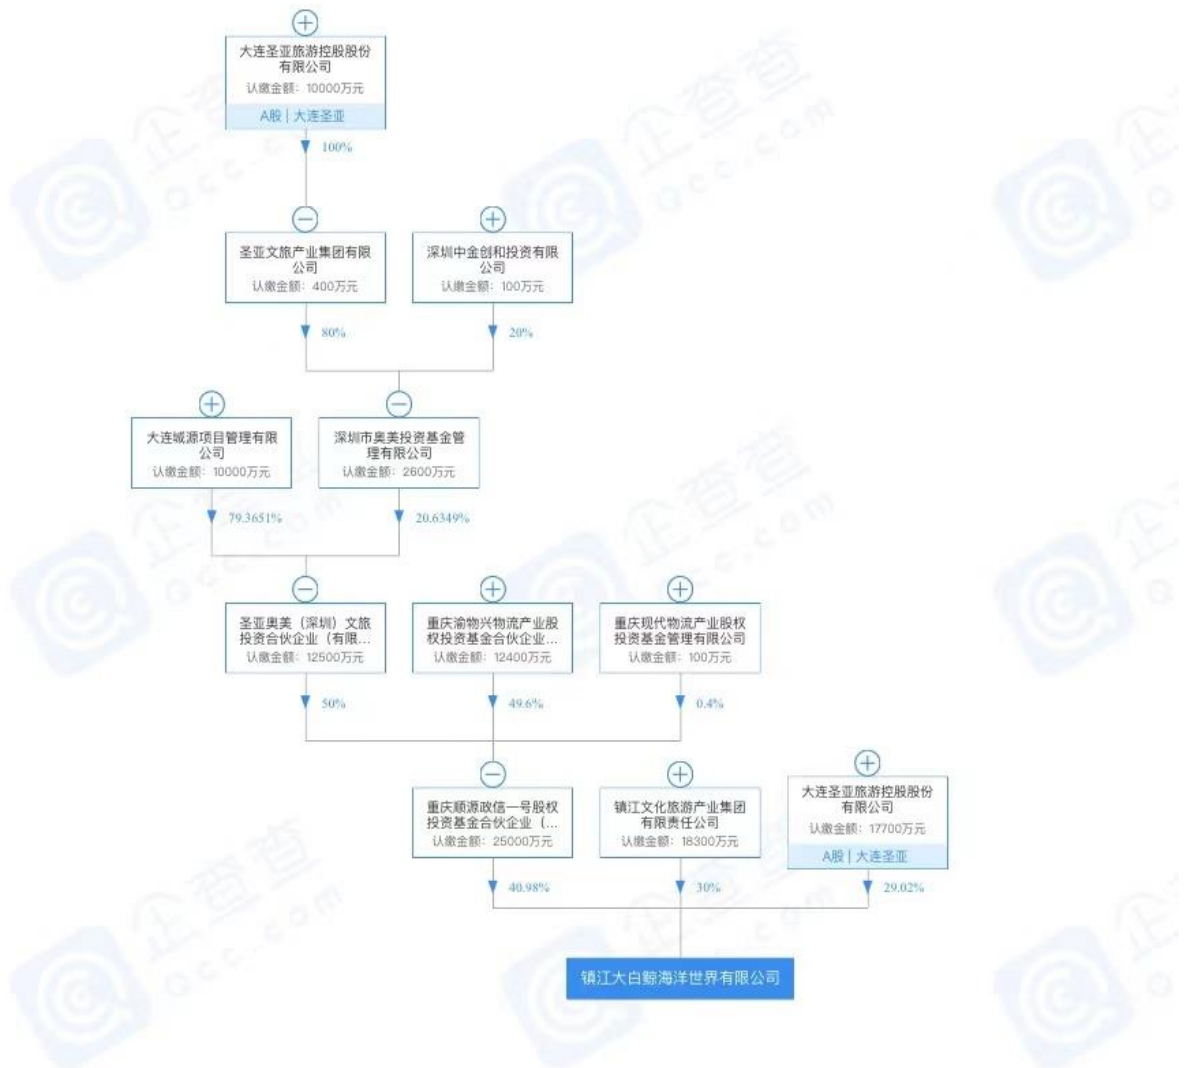 大连圣亚旅游控股股份
有限公司
认缴金额：10000万元
A股 | 大连圣亚
100%
圣亚文旅产业集团有限
公司
认缴金额：400万元
深圳中金创和投资有限
公司
认缴金额：100万元
80%
20%
大连城源项目管理有限
公司
认缴金额：10000万元
深圳市奥美投资基金管
理有限公司
认缴金额：2600万元
79.3651%
20.6349%
圣亚奥美（深圳）文旅
投资合伙企业（有限...
认缴金额：12500万元
重庆渝物兴物流产业股
权投资基金合伙企业...
认缴金额：12400万元
重庆现代物流产业股权
投资基金管理有限公司
认缴金额：100万元
50%
49.6%
0.4%
重庆顺源政信一号股权
投资基金合伙企业（...
认缴金额：25000万元
镇江文化旅游产业集团
有限责任公司
认缴金额：18300万元
大连圣亚旅游控股股份
有限公司
认缴金额：17700万元
A股 | 大连圣亚
40.98%
30%
29.02%
镇江大白鲸海洋世界有限公司
企查查
Qcc.com